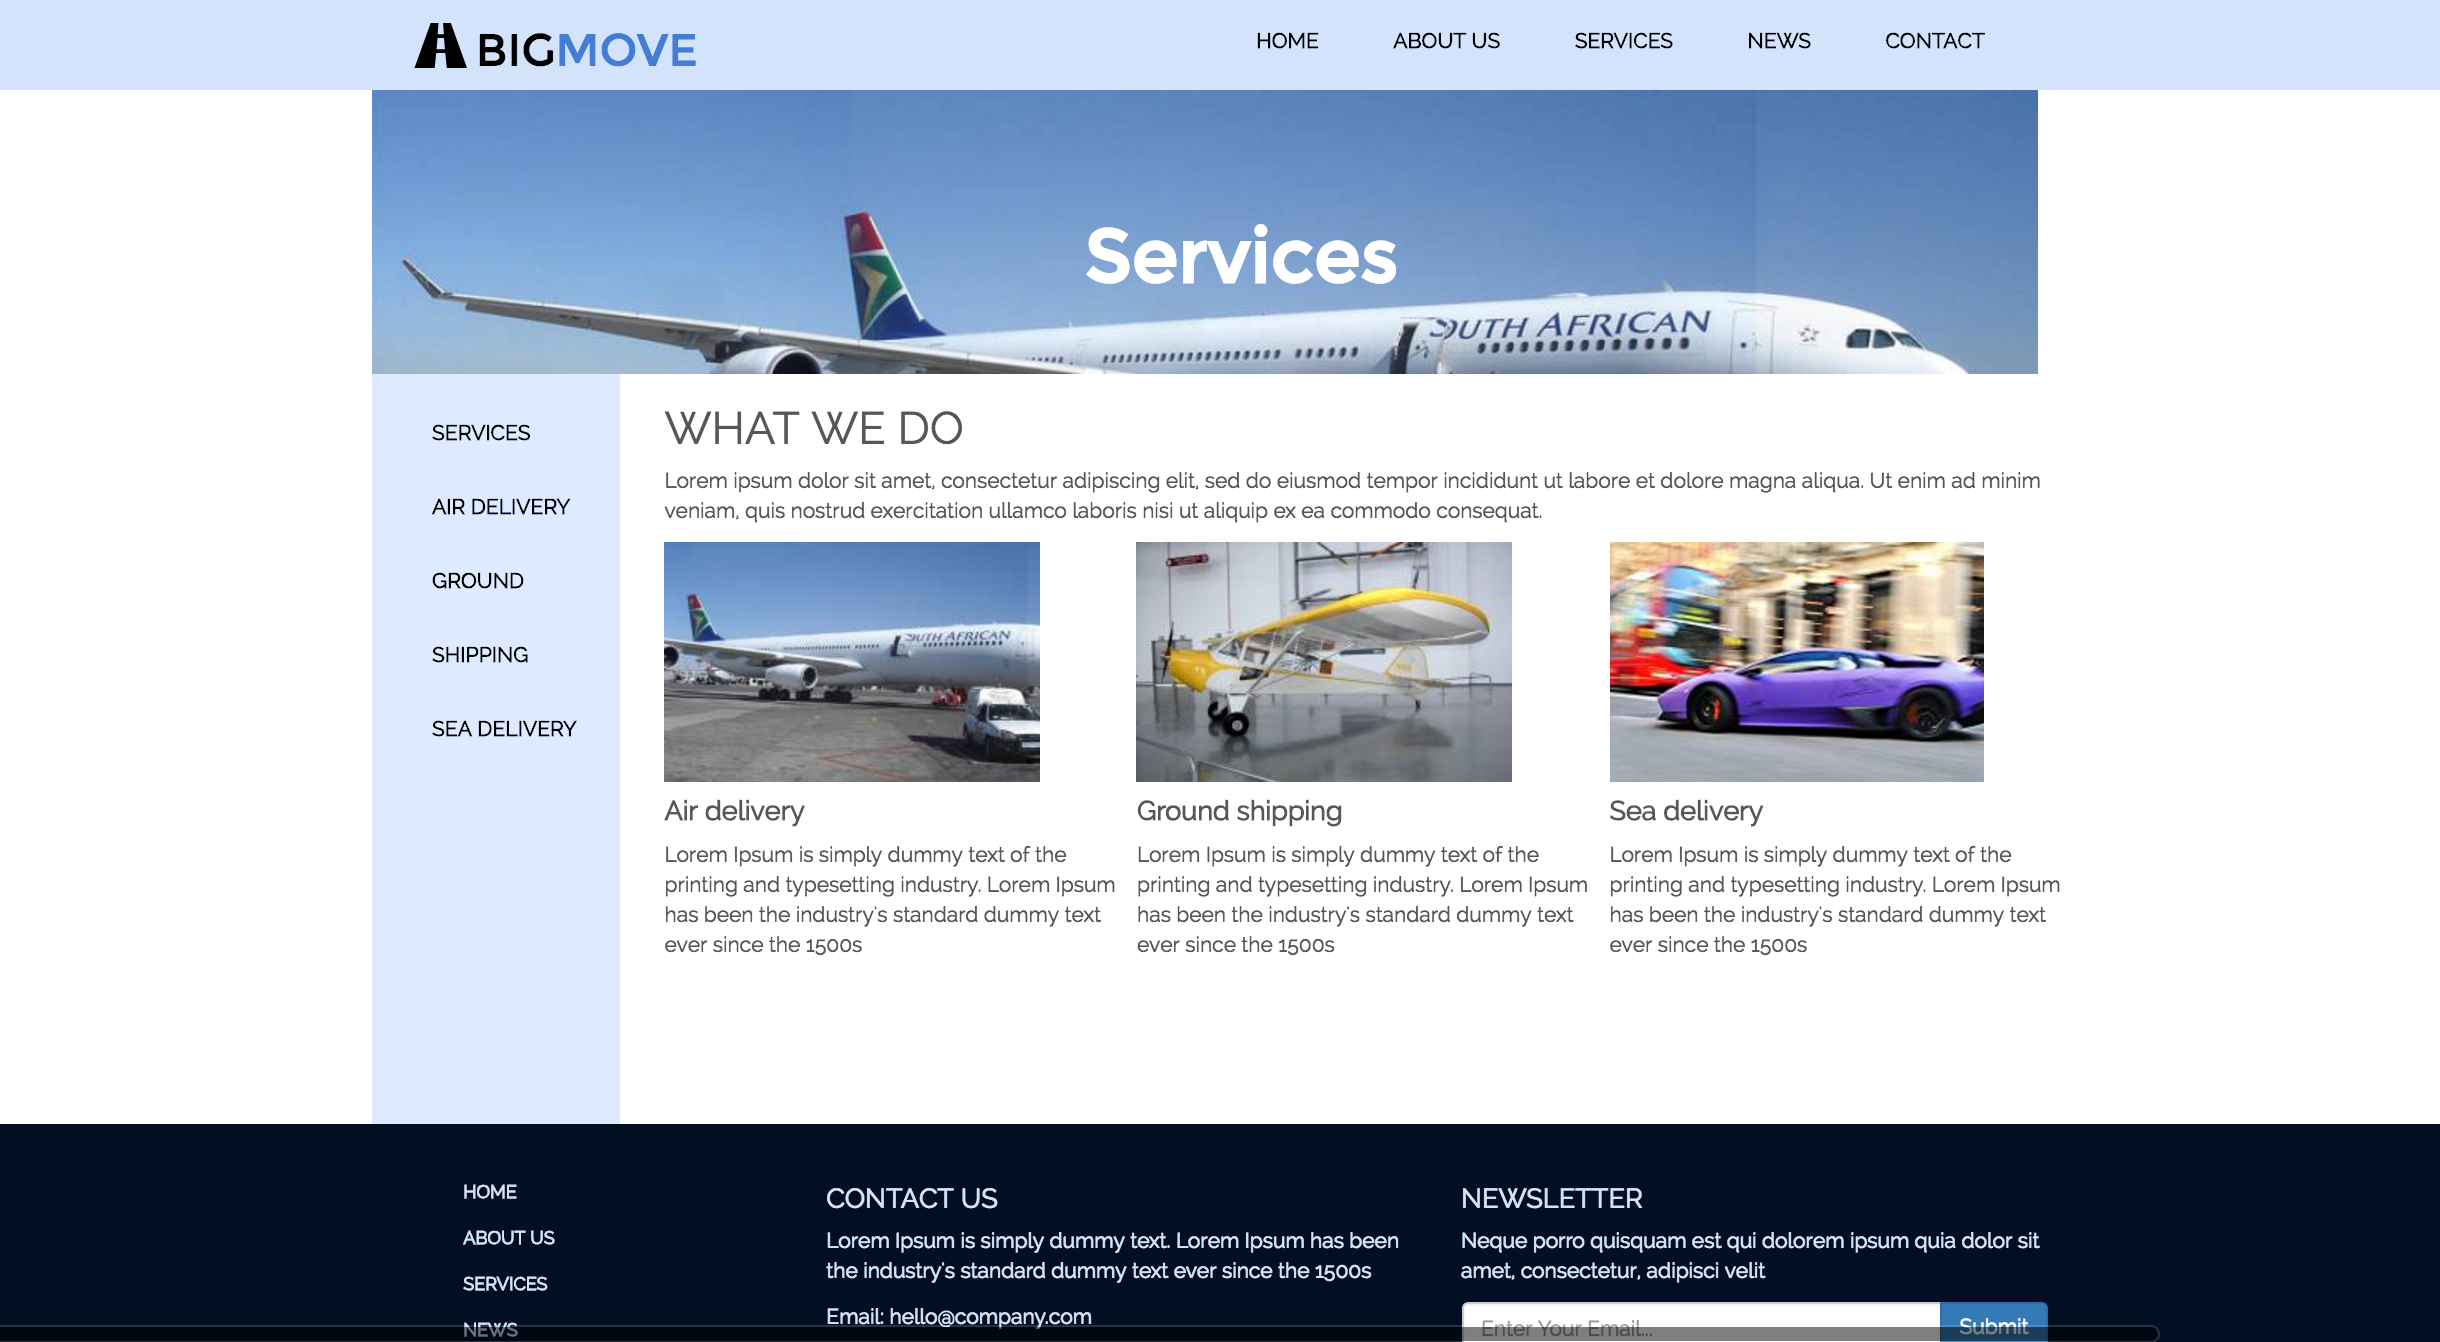 BIGMOVE
HOME ABOUT US SERVICES NEWS CONTACT
Services
SOUTH AFRICAN
SERVICES
AIR DELIVERY
GROUND
SHIPPING
SEA DELIVERY
WHAT WE DO
Lorem ipsum dolor sit amet, consectetur adipiscing elit, sed do eiusmod tempor incididunt ut labore et dolore magna aliqua. Ut enim ad minim
veniam, quis nostrud exercitation ullamco laboris nisi ut aliquip ex ea commodo consequat.
SOUTH AFRICAN
Air delivery
Lorem Ipsum is simply dummy text of the
printing and typesetting industry. Lorem Ipsum
has been the industry's standard dummy text
ever since the 1500s
Ground shipping
Lorem Ipsum is simply dummy text of the
printing and typesetting industry. Lorem Ipsum
has been the industry's standard dummy text
ever since the 1500s
Sea delivery
Lorem Ipsum is simply dummy text of the
printing and typesetting industry. Lorem Ipsum
has been the industry's standard dummy text
ever since the 1500s
HOME
ABOUT US
SERVICES
NEWS
CONTACT US
Lorem Ipsum is simply dummy text. Lorem Ipsum has been
the industry's standard dummy text ever since the 1500s
Email: hello@company.com
NEWSLETTER
Neque porro quisquam est qui dolorem ipsum quia dolor sit
amet, consectetur, adipisci velit
Enter Your Email... Submit